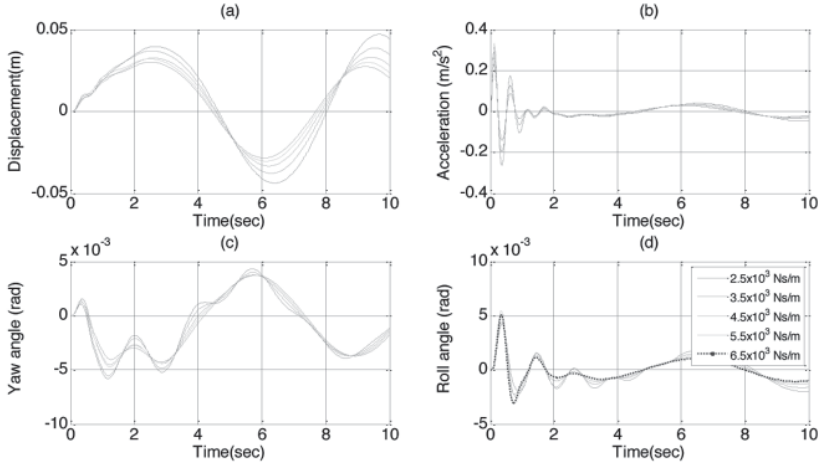 (a)
0.05
0
-0.05
Displacement(m)
0 2 4 6 8 10
Time(sec)
(b)
0.4
0.2
0
-0.2
-0.4
Acceleration (m/s²)
0 2 4 6 8 10
Time(sec)
(c)
x 10⁻³
5
0
-5
-10
Yaw angle (rad)
0 2 4 6 8 10
Time(sec)
(d)
x 10⁻³
10
5
0
-5
Roll angle (rad)
2.5x10³ Ns/m
3.5x10³ Ns/m
4.5x10³ Ns/m
5.5x10³ Ns/m
6.5x10³ Ns/m
0 2 4 6 8 10
Time(sec)